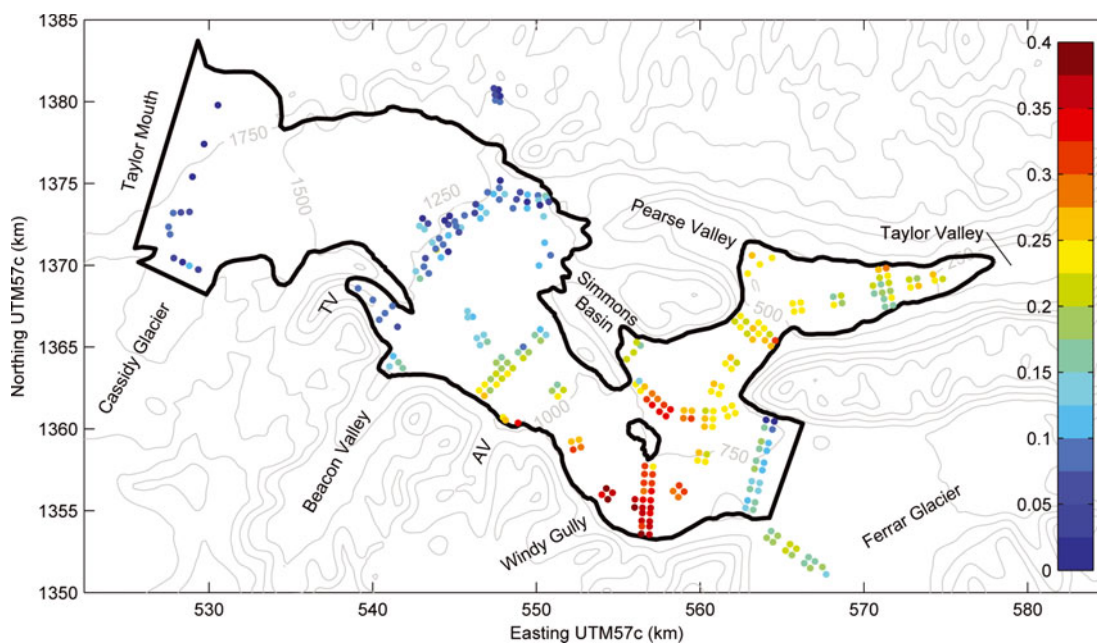 1385
1380
1375
1370
1365
1360
1355
1350
Northing UTM57c (km)
530
540
550
560
570
580
Easting UTM57c (km)
Taylor Mouth
1750
1500
1250
Cassidy Glacier
TV
Beacon Valley
AV
1000
Simmons
Basin
Pearse Valley
Taylor Valley
250
500
750
Windy Gully
Ferrar Glacier
0.4
0.35
0.3
0.25
0.2
0.15
0.1
0.05
0